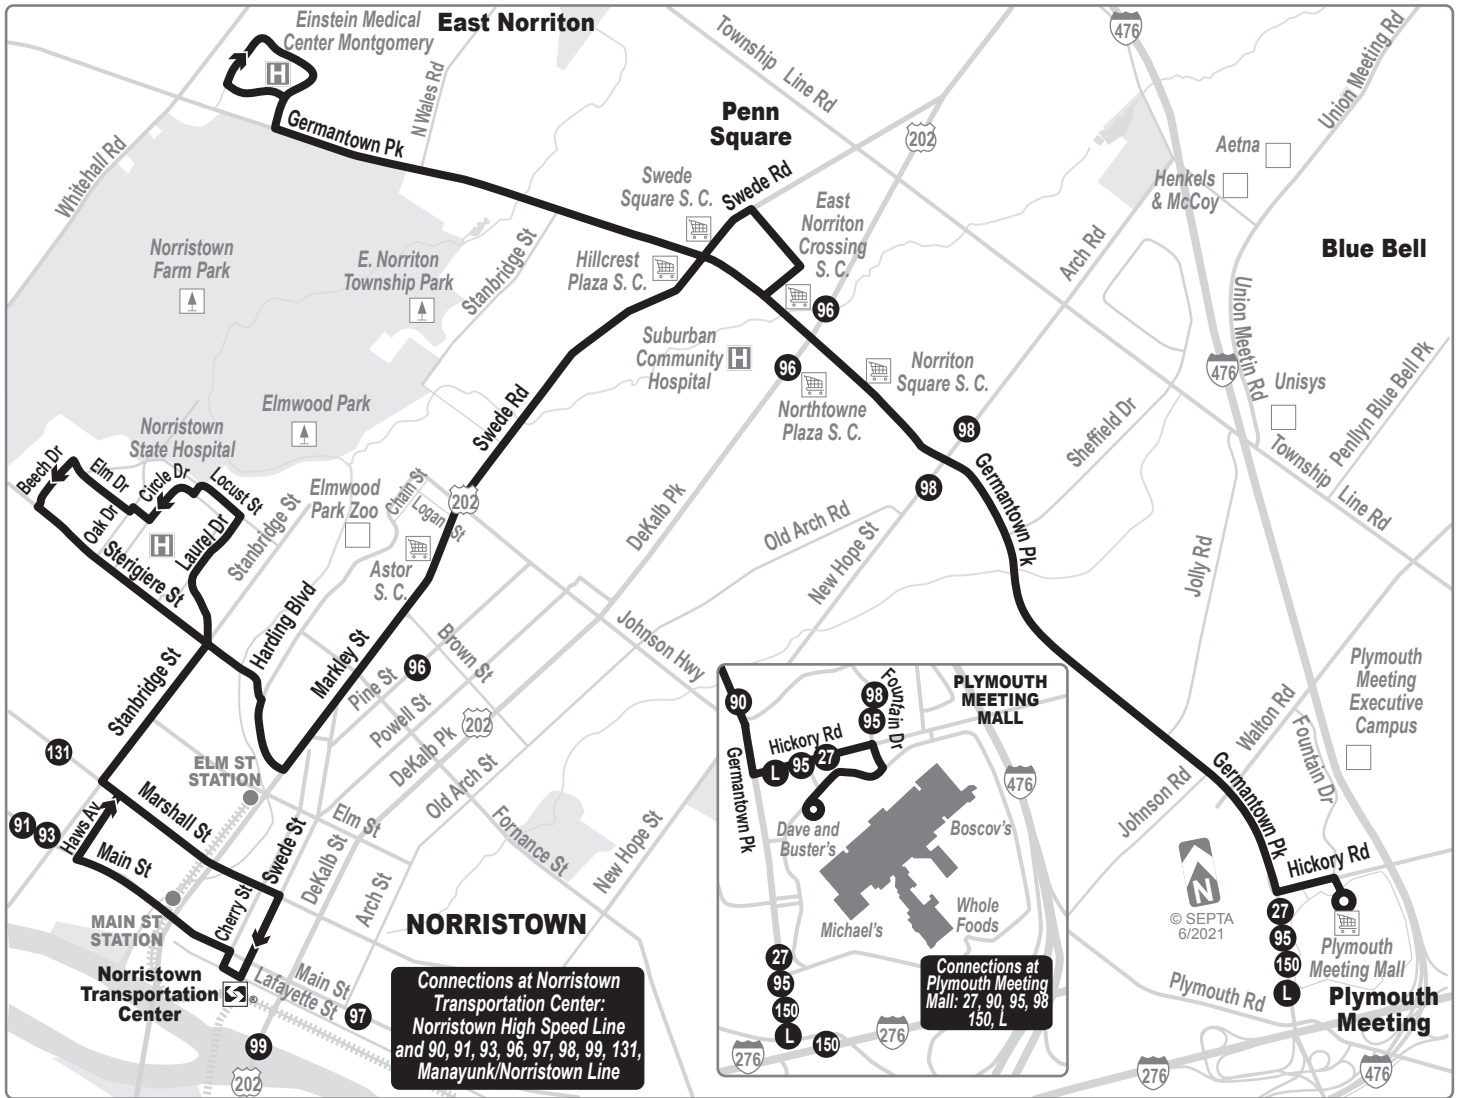 Einstein Medical
Center Montgomery
East Norriton
H
Germantown Pk
N Wales Rd
Whitehall Rd
Township Line Rd
476
Union Meeting Rd
Penn
Square
202
Aetna
Henkels
& McCoy
Swede
Square S. C.
Swede Rd
East
Norriton
Crossing
S. C.
Arch Rd
Blue Bell
Norristown
Farm Park
E. Norriton
Township Park
Stanbridge St
Hillcrest
Plaza S. C.
96
Union Meetin Rd
Suburban
Community
Hospital
H
96
Norriton
Square S. C.
476
Unisys
Penllyn Blue Bell Pk
Northtowne
Plaza S. C.
Elmwood Park
Swede Rd
98
Sheffield Dr
Township Line Rd
Norristown
State Hospital
Beech Dr
Elm Dr
Circle Dr
Locust St
Oak Dr
H
Laurel Dr
Sterigiere St
Stanbridge St
Elmwood
Park Zoo
Chain St
Logan St
202
Astor
S. C.
DeKalb Pk
98
Germantown Pk
Old Arch Rd
New Hope St
Jolly Rd
Harding Blvd
Markley St
Johnson Hwy
Brown St
Stanbridge St
Pine St
96
Powell St
202
DeKalb Pk
Old Arch St
131
ELM ST
STATION
Marshall St
Elm St
Fornance St
New Hope St
91
93
Haws Av
Main St
Swede St
DeKalb St
Cherry St
Arch St
MAIN ST
STATION
NORRISTOWN
Norristown
Transportation
Center
®
Main St
Lafayette St
97
99
202
Connections at Norristown
Transportation Center:
Norristown High Speed Line
and 90, 91, 93, 96, 97, 98, 99, 131,
Manayunk/Norristown Line
PLYMOUTH
MEETING
MALL
90
Fountain Dr
98
95
Hickory Rd
L
95
27
Germantown Pk
476
Dave and
Buster's
Boscov's
Michael's
Whole
Foods
27
95
150
L
150
276
276
Connections at
Plymouth Meeting
Mall: 27, 90, 95, 98
150, L
Plymouth
Meeting
Executive
Campus
Walton Rd
Fountain Dr
Johnson Rd
Germantown Pk
Hickory Rd
N
© SEPTA
6/2021
27
95
150
L
Plymouth
Meeting Mall
Plymouth Rd
Plymouth
Meeting
276
476